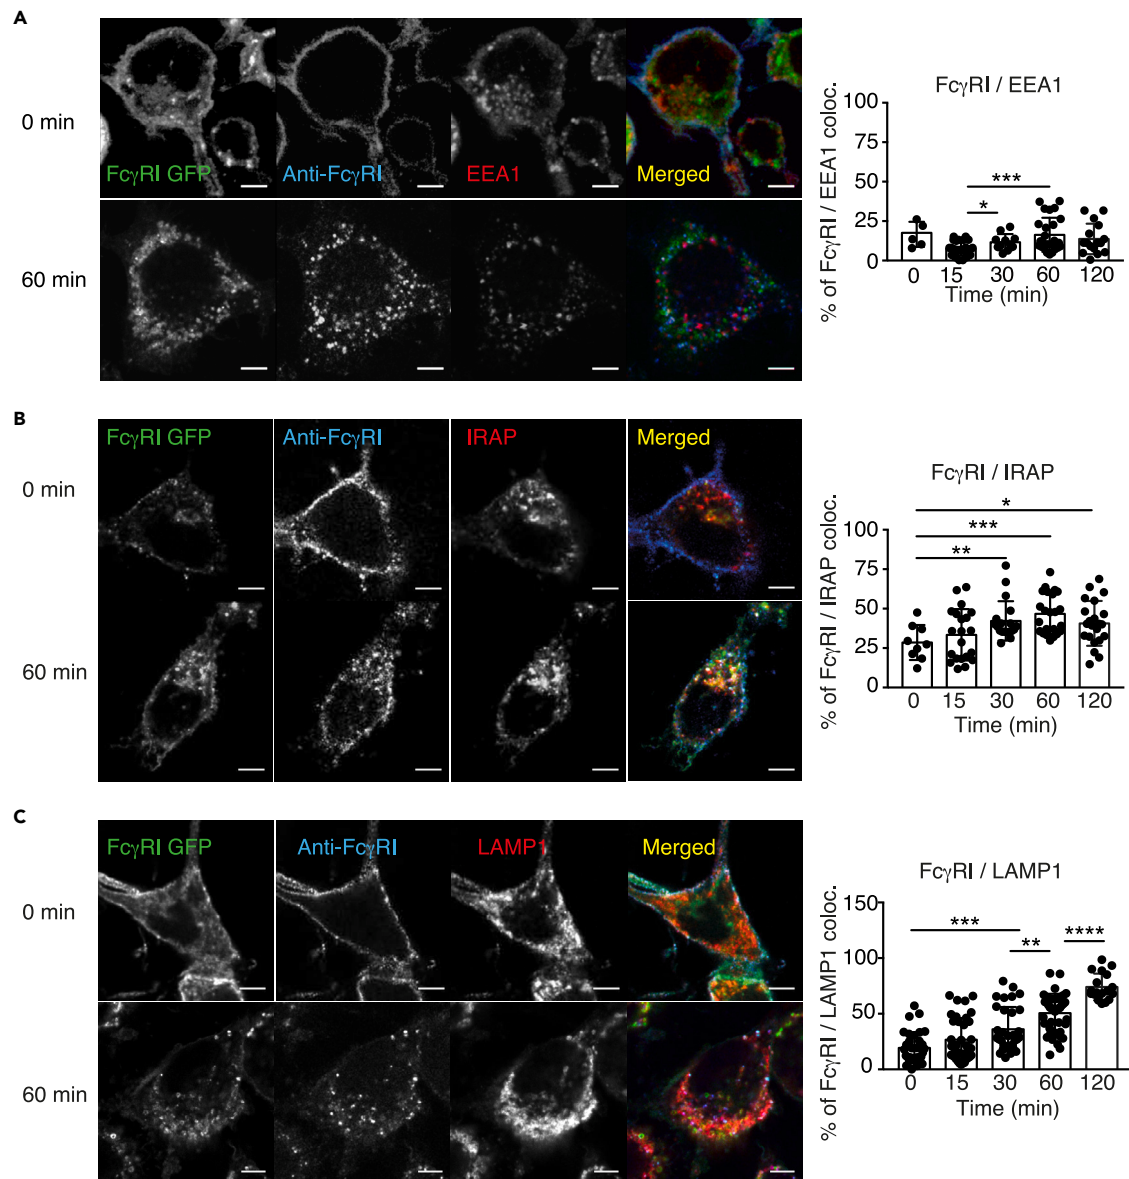 A
0 min
FcγRI GFP
Anti-FcγRI
EEA1
Merged
60 min
FcγRI / EEA1
% of FcγRI / EEA1 coloc.
100
75
50
25
0
***
*
0 15 30 60 120
Time (min)
B
0 min
FcγRI GFP
Anti-FcγRI
IRAP
Merged
60 min
FcγRI / IRAP
% of FcγRI / IRAP coloc.
100
75
50
25
0
*
***
**
0 15 30 60 120
Time (min)
C
0 min
FcγRI GFP
Anti-FcγRI
LAMP1
Merged
60 min
FcγRI / LAMP1
% of FcγRI / LAMP1 coloc.
150
100
50
0
***
**
****
0 15 30 60 120
Time (min)